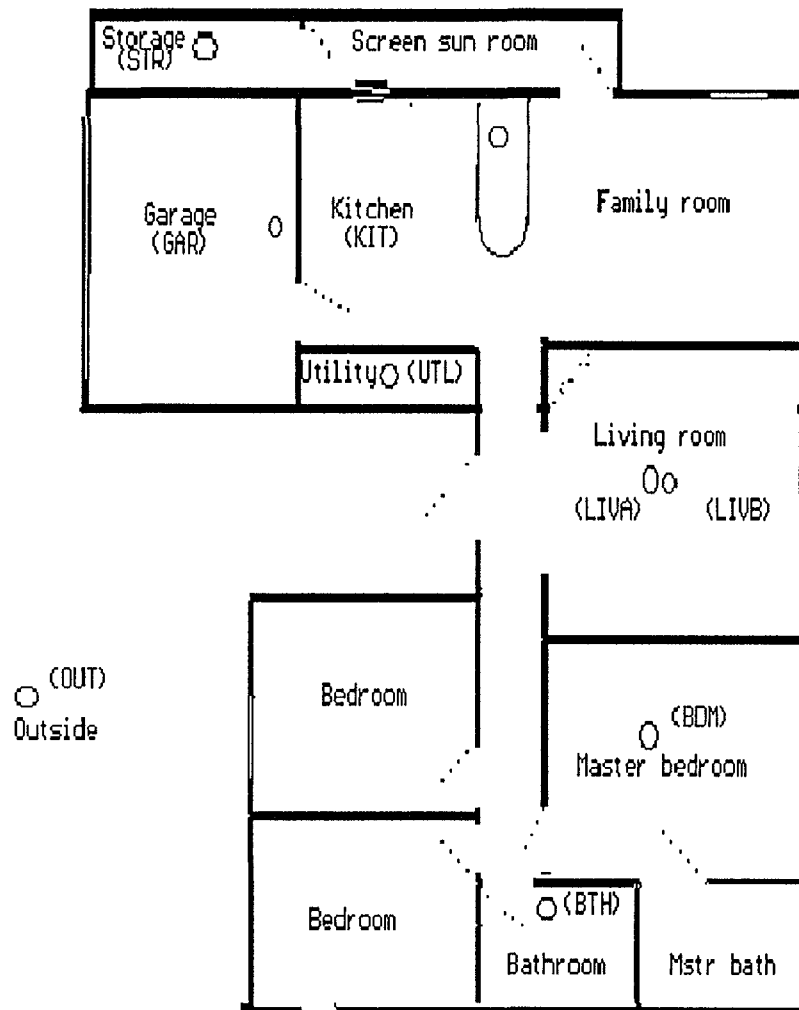 Storage
(STR)
Screen sun room
Garage
(GAR)
Kitchen
(KIT)
Family room
Utility (UTL)
Living room
(LIVA) (LIVB)
(OUT)
Outside
Bedroom
(BDM)
Master bedroom
Bedroom
(BTH)
Bathroom
Mstr bath